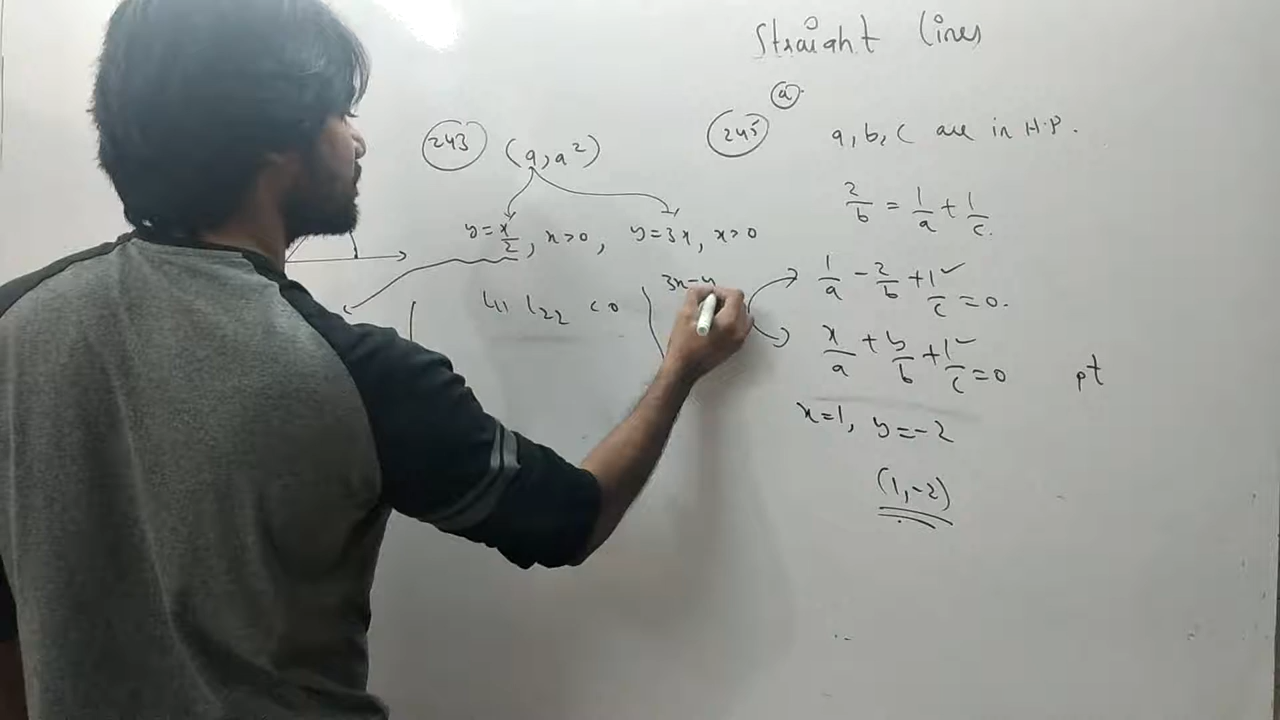 Straight lines
243 (a, a²)
y = x/2, x>0, y = 3x, x>0
L11 L22 < 0
3x-y
245 a
a, b, c are in H.P.
2/b = 1/a + 1/c.
1/a - 2/b + 1/c = 0.
x/a + y/b + 1/c = 0 pt
x=1, y=-2
(1,-2)